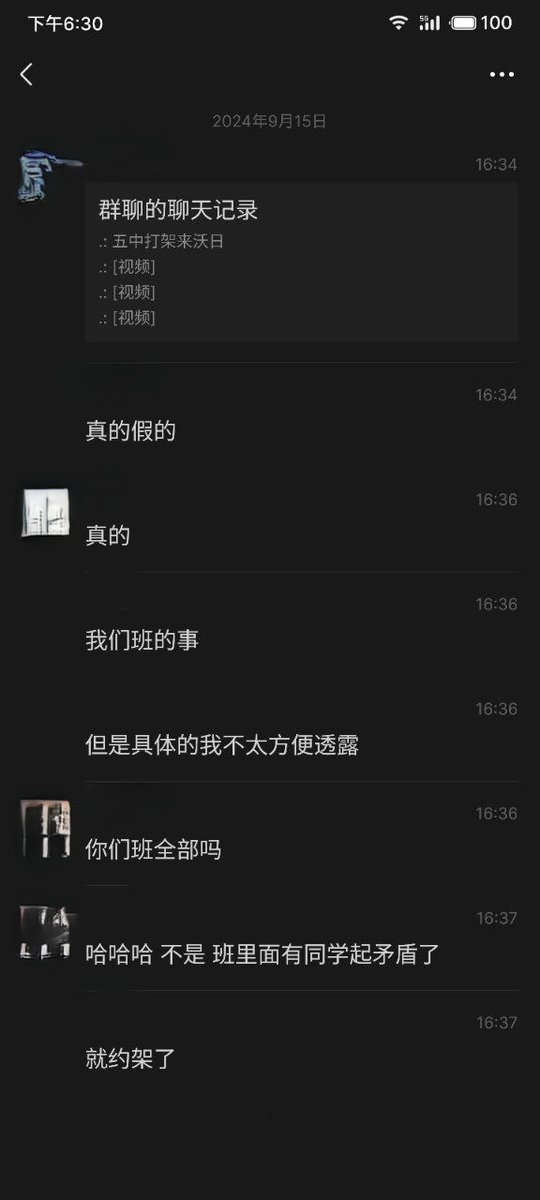 下午6:30
5G
100
2024年9月15日
16:34
群聊的聊天记录
.: 五中打架来沃日
.: [视频]
.: [视频]
.: [视频]
16:34
真的假的
16:36
真的
16:36
我们班的事
16:36
但是具体的我不太方便透露
16:36
你们班全部吗
16:37
哈哈哈 不是 班里面有同学起矛盾了
16:37
就约架了